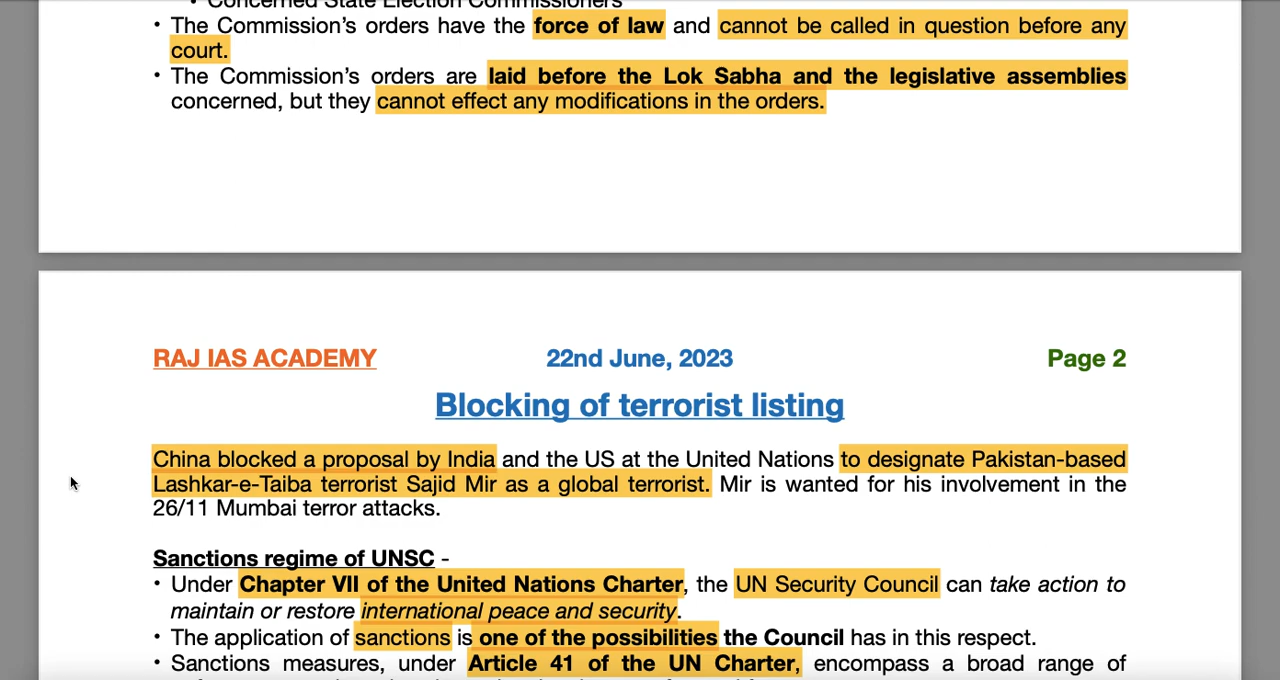 • Concerned State Election Commissioners
• The Commission's orders have the force of law and cannot be called in question before any
court.
• The Commission's orders are laid before the Lok Sabha and the legislative assemblies
concerned, but they cannot effect any modifications in the orders.
RAJ IAS ACADEMY 22nd June, 2023 Page 2
Blocking of terrorist listing
China blocked a proposal by India and the US at the United Nations to designate Pakistan-based
Lashkar-e-Taiba terrorist Sajid Mir as a global terrorist. Mir is wanted for his involvement in the
26/11 Mumbai terror attacks.
Sanctions regime of UNSC -
• Under Chapter VII of the United Nations Charter, the UN Security Council can take action to
maintain or restore international peace and security.
• The application of sanctions is one of the possibilities the Council has in this respect.
• Sanctions measures, under Article 41 of the UN Charter, encompass a broad range of